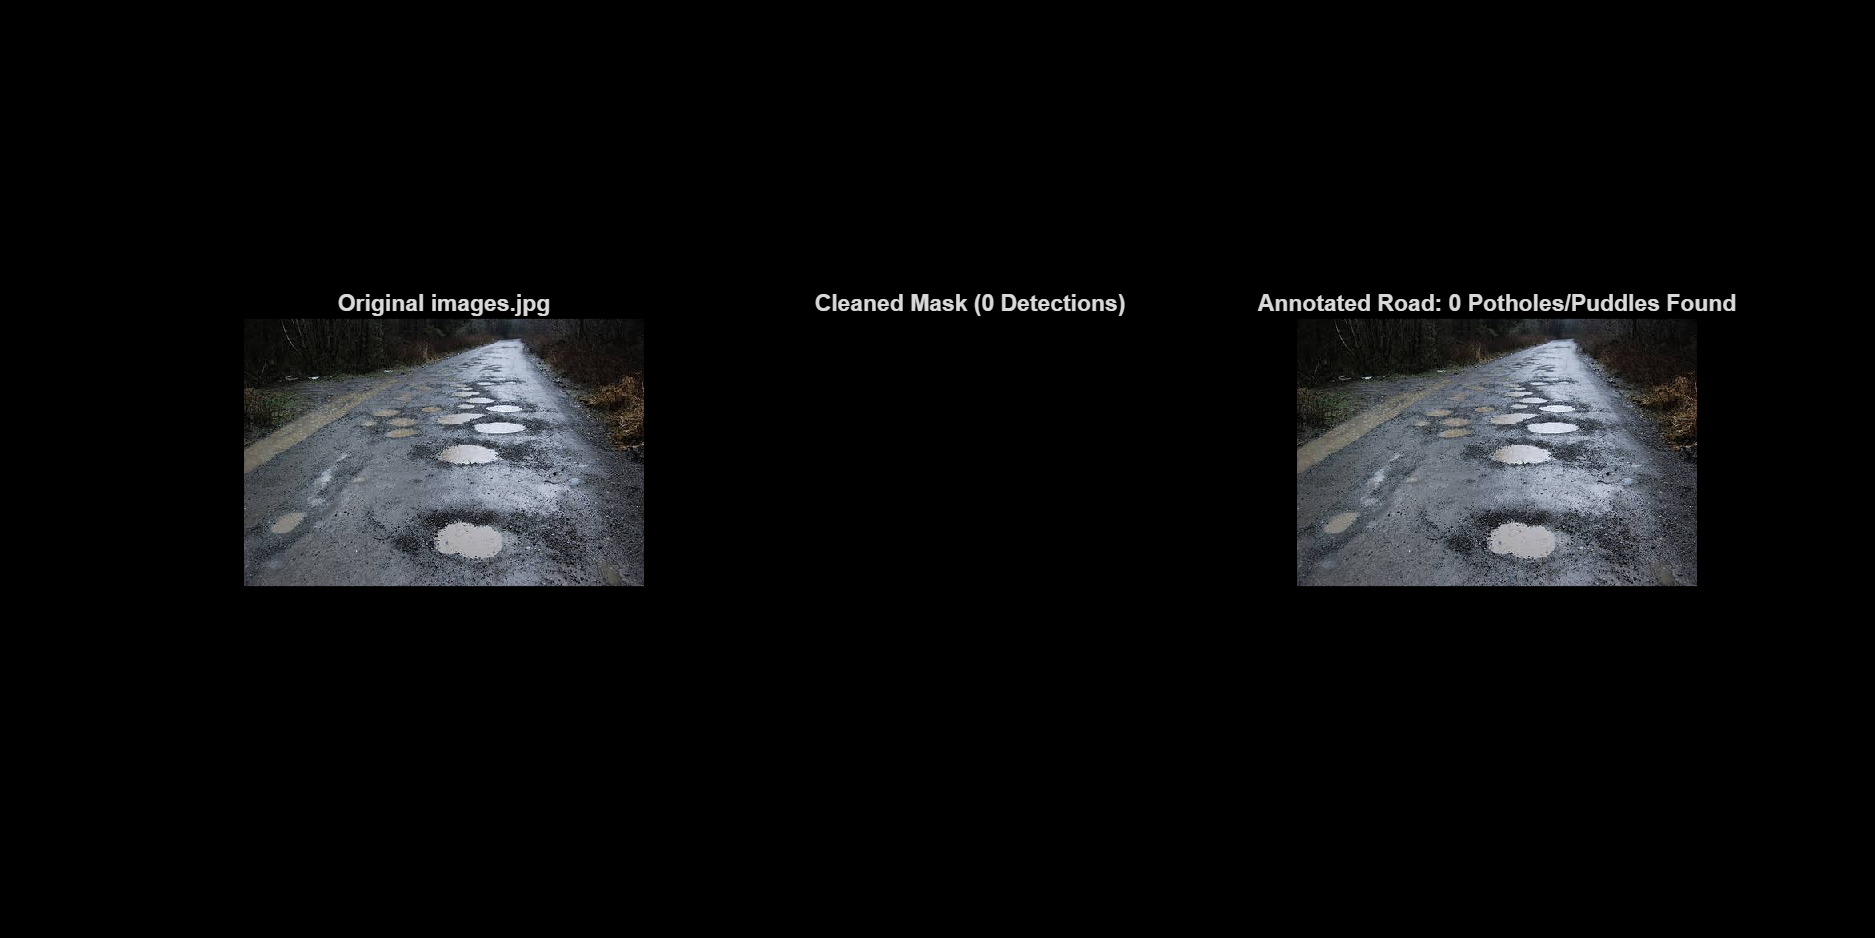 Original images.jpg
Cleaned Mask (0 Detections)
Annotated Road: 0 Potholes/Puddles Found